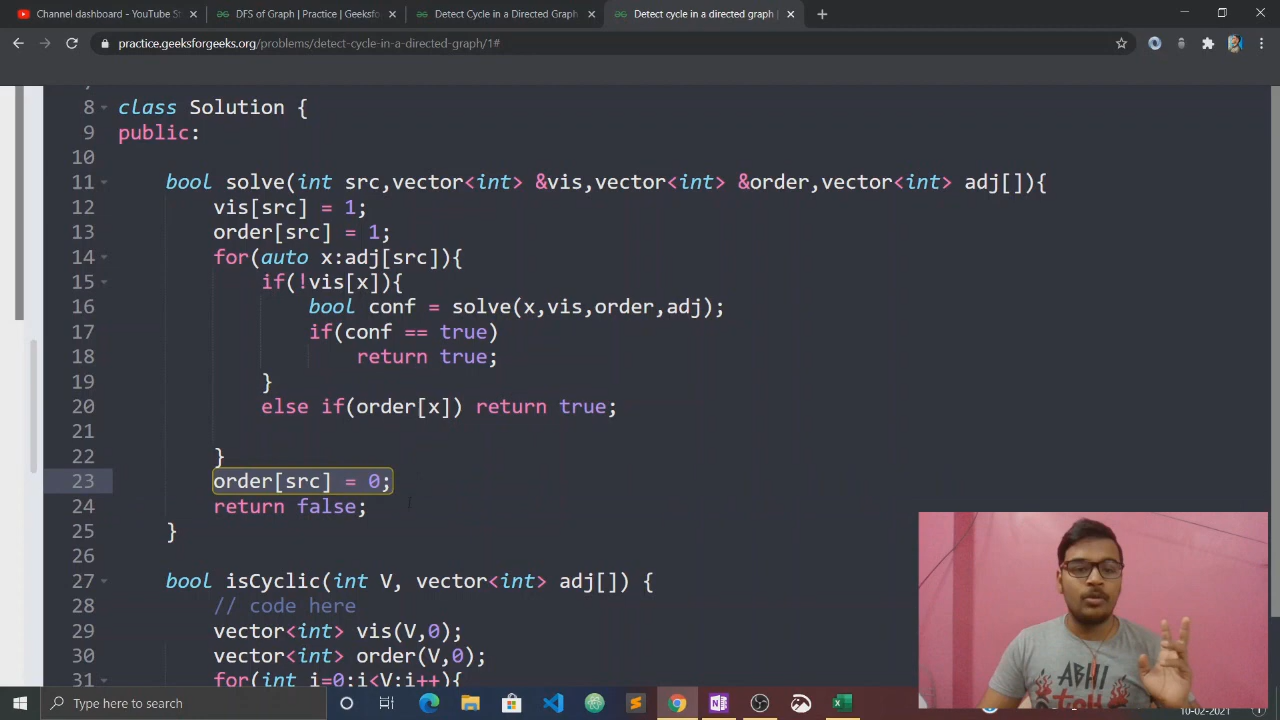 Channel dashboard - YouTube St
DFS of Graph | Practice | Geeksfo
Detect Cycle in a Directed Graph
Detect cycle in a directed graph |
practice.geeksforgeeks.org/problems/detect-cycle-in-a-directed-graph/1#
8 class Solution {
9 public:
10
11 bool solve(int src,vector<int> &vis,vector<int> &order,vector<int> adj[]){
12 vis[src] = 1;
13 order[src] = 1;
14 for(auto x:adj[src]){
15 if(!vis[x]){
16 bool conf = solve(x,vis,order,adj);
17 if(conf == true)
18 return true;
19 }
20 else if(order[x]) return true;
21
22 }
23 order[src] = 0;
24 return false;
25 }
26
27 bool isCyclic(int V, vector<int> adj[]) {
28 // code here
29 vector<int> vis(V,0);
30 vector<int> order(V,0);
31 for(int i=0;i<V;i++){
ABHI
Type here to search
10-02-2021